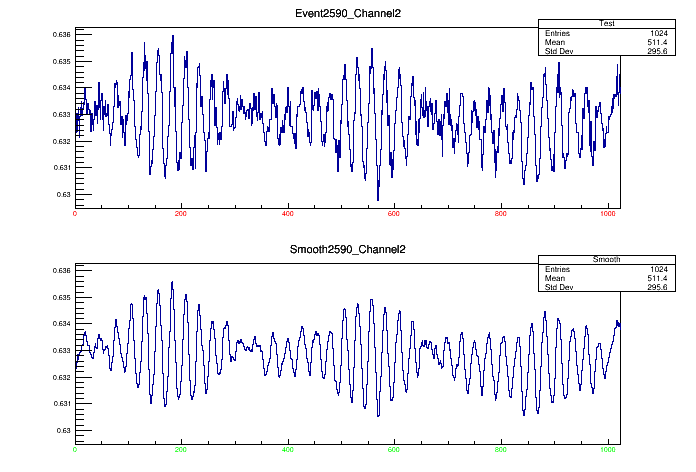 Event2590_Channel2
Test
Entries 1024
Mean 511.4
Std Dev 295.6
0.636
0.635
0.634
0.633
0.632
0.631
0.63
0 200 400 600 800 1000
Smooth2590_Channel2
Smooth
Entries 1024
Mean 511.4
Std Dev 295.6
0.636
0.635
0.634
0.633
0.632
0.631
0.63
0 200 400 600 800 1000